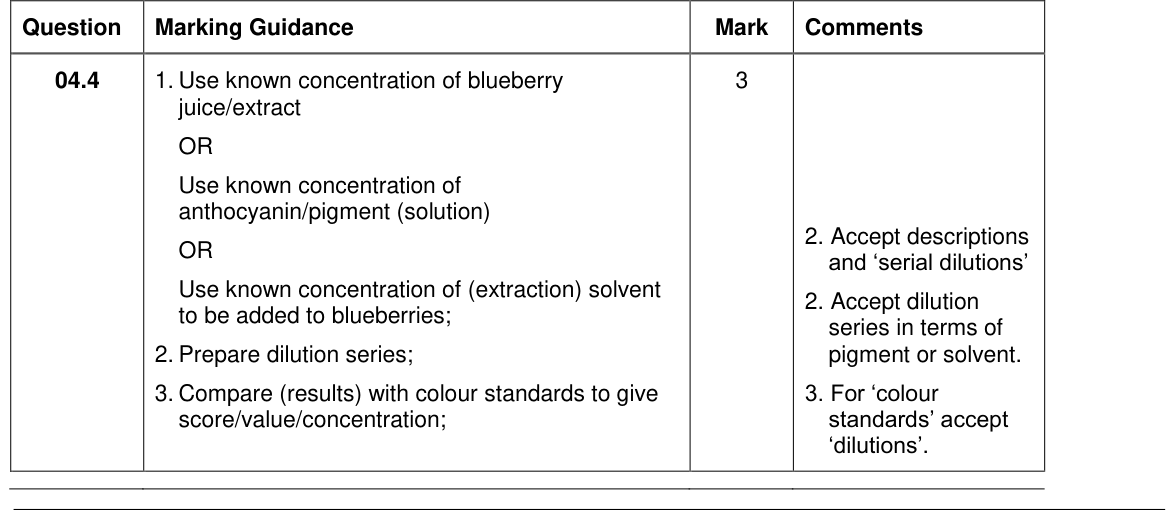 Question Marking Guidance Mark Comments
04.4
1. Use known concentration of blueberry
juice/extract
OR
Use known concentration of
anthocyanin/pigment (solution)
OR
Use known concentration of (extraction) solvent
to be added to blueberries;
2. Prepare dilution series;
3. Compare (results) with colour standards to give
score/value/concentration;
3
2. Accept descriptions
and ‘serial dilutions’
2. Accept dilution
series in terms of
pigment or solvent.
3. For ‘colour
standards’ accept
‘dilutions’.